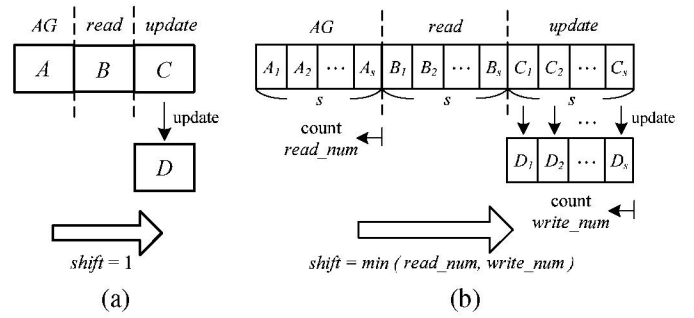 AG read update
A B C
update
D
shift = 1
(a)
AG read update
A1 A2 ··· As B1 B2 ··· Bs C1 C2 ··· Cs
s s s
count
read_num
··· update
D1 D2 ··· Ds
count
write_num
shift = min ( read_num, write_num )
(b)